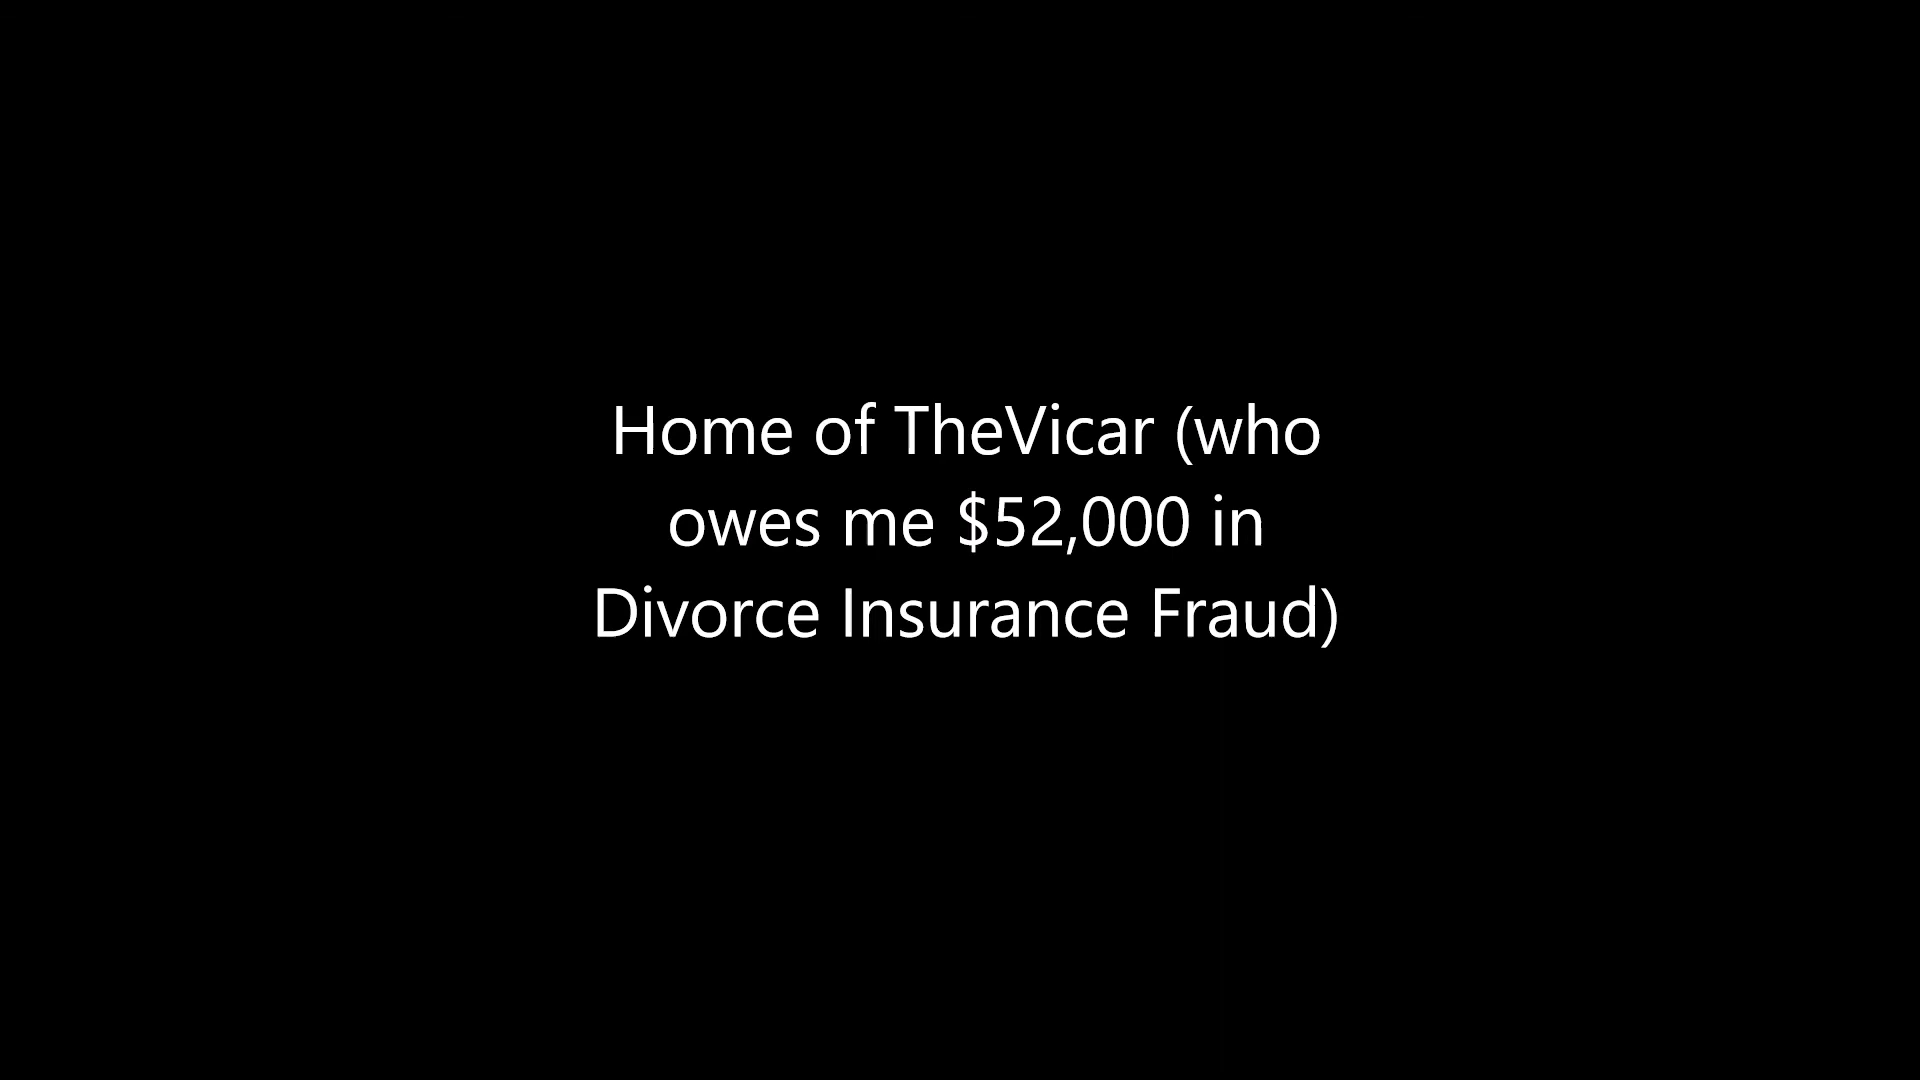 Home of TheVicar (who
owes me $52,000 in
Divorce Insurance Fraud)